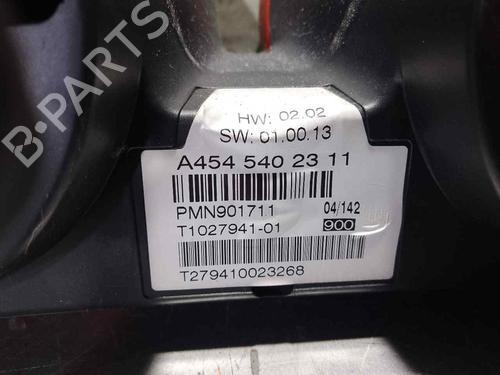 B-PARTS
HW: 02.02
SW: 01.00.13
A454 540 23 11
PMN901711 04/142
T1027941-01 900
T279410023268